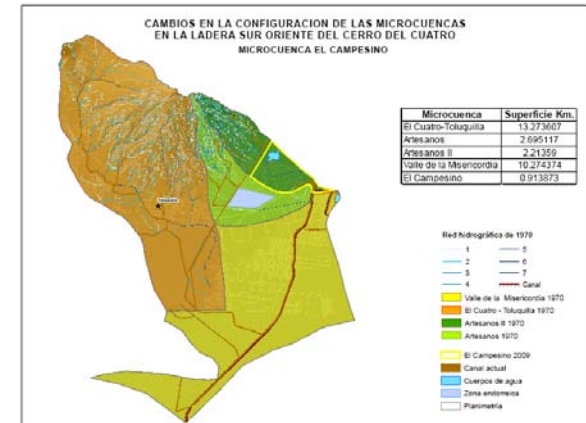 CAMBIOS EN LA CONFIGURACION DE LAS MICROCUENCAS
EN LA LADERA SUR ORIENTE DEL CERRO DEL CUATRO
MICROCUENCA EL CAMPESINO
Microcuenca Superficie Km.
El Cuatro-Toluquilla 13.273607
Artesanos 2.695117
Artesanos II 2.21359
Valle de la Misericordia 10.274374
El Campesino 0.913873
Red hidrográfica de 1970
1 5
2 6
3 7
4 Canal
Valle de la Misericordia 1970
El Cuatro - Toluquilla 1970
Artesanos II 1970
Artesanos 1970
El Campesino 2009
Canal actual
Cuerpos de agua
Zona endorreica
Planimetría